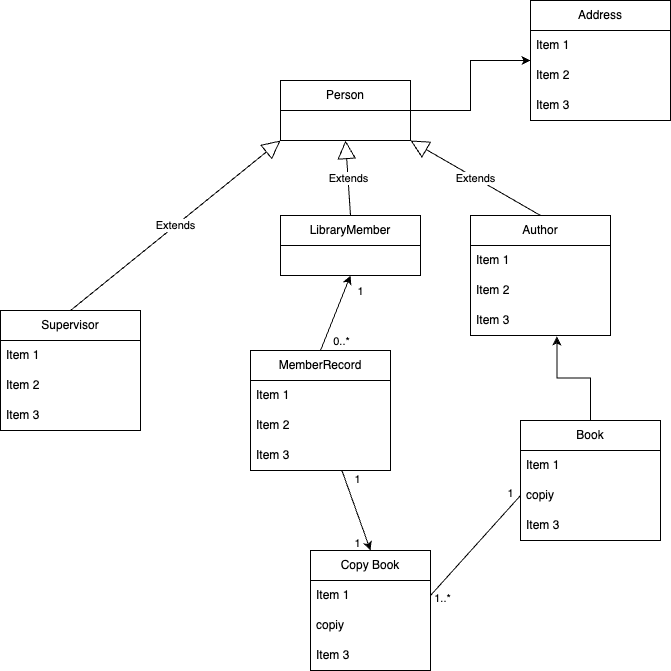 Address
Item 1
Item 2
Item 3
Person
Extends
Extends
Extends
LibraryMember
Author
Item 1
Item 2
Item 3
1
0..*
Supervisor
Item 1
Item 2
Item 3
MemberRecord
Item 1
Item 2
Item 3
1
1
Book
Item 1
copiy
Item 3
1
1..*
Copy Book
Item 1
copiy
Item 3